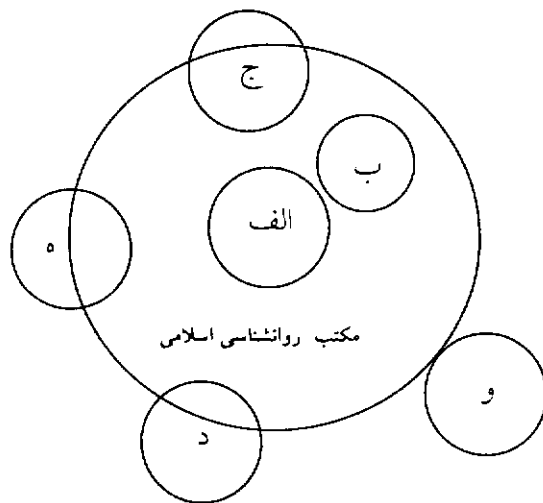 ج
ب
الف
ه
مکتب روانشناسی اسلامی
و
د